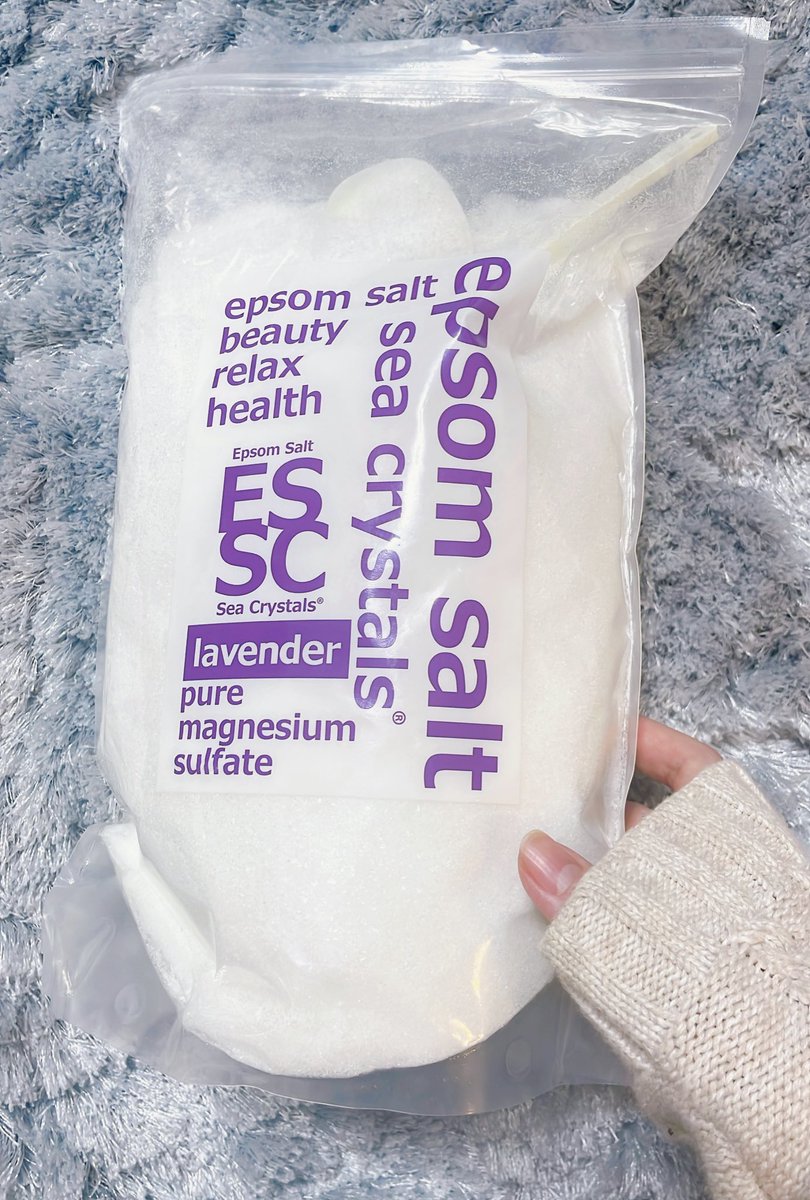 epsom salt
beauty
relax
health
Epsom Salt
ES
SC
Sea Crystals®
lavender
pure
magnesium
sulfate
sea crystals®
epsom salt